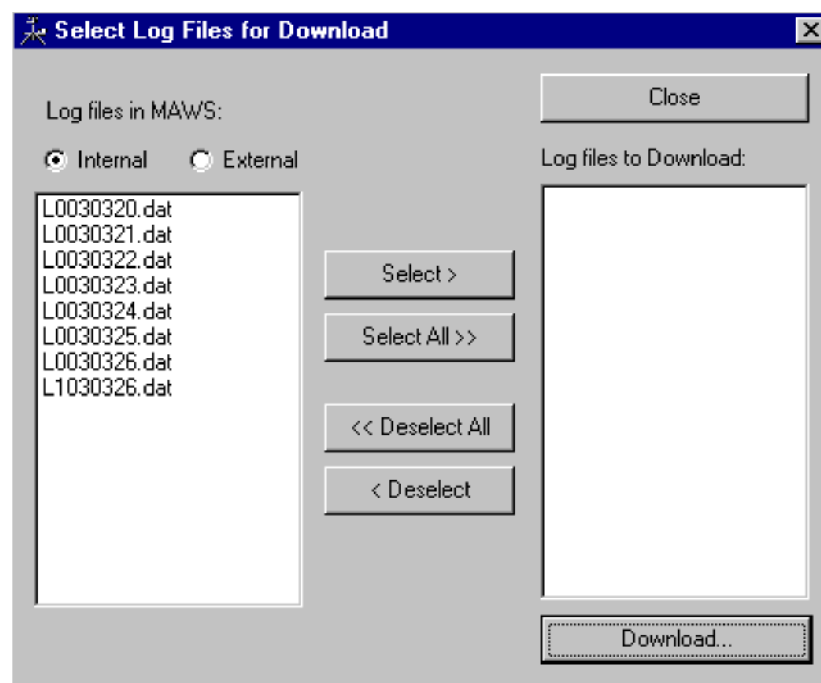 Select Log Files for Download
Log files in MAWS:
Internal
External
L0030320.dat
L0030321.dat
L0030322.dat
L0030323.dat
L0030324.dat
L0030325.dat
L0030326.dat
L1030326.dat
Select >
Select All >>
<< Deselect All
< Deselect
Close
Log files to Download:
Download...